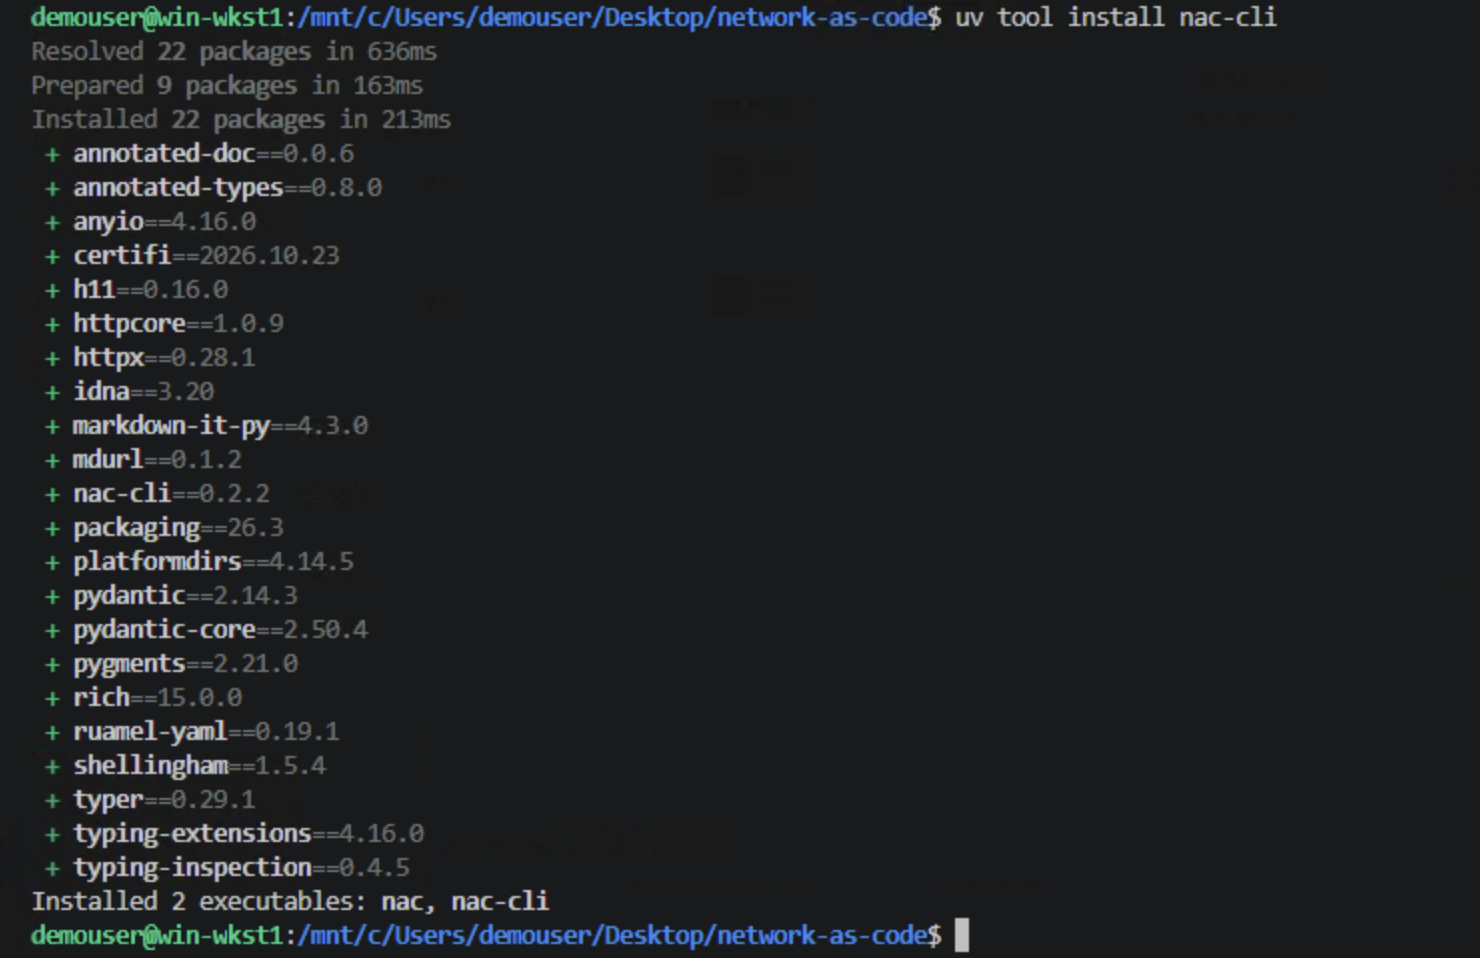 demouser@win-wkst1:/mnt/c/Users/demouser/Desktop/network-as-code$ uv tool install nac-cli
Resolved 22 packages in 636ms
Prepared 9 packages in 163ms
Installed 22 packages in 213ms
+ annotated-doc==0.0.6
+ annotated-types==0.8.0
+ anyio==4.16.0
+ certifi==2026.10.23
+ h11==0.16.0
+ httpcore==1.0.9
+ httpx==0.28.1
+ idna==3.20
+ markdown-it-py==4.3.0
+ mdurl==0.1.2
+ nac-cli==0.2.2
+ packaging==26.3
+ platformdirs==4.14.5
+ pydantic==2.14.3
+ pydantic-core==2.50.4
+ pygments==2.21.0
+ rich==15.0.0
+ ruamel-yaml==0.19.1
+ shellingham==1.5.4
+ typer==0.29.1
+ typing-extensions==4.16.0
+ typing-inspection==0.4.5
Installed 2 executables: nac, nac-cli
demouser@win-wkst1:/mnt/c/Users/demouser/Desktop/network-as-code$